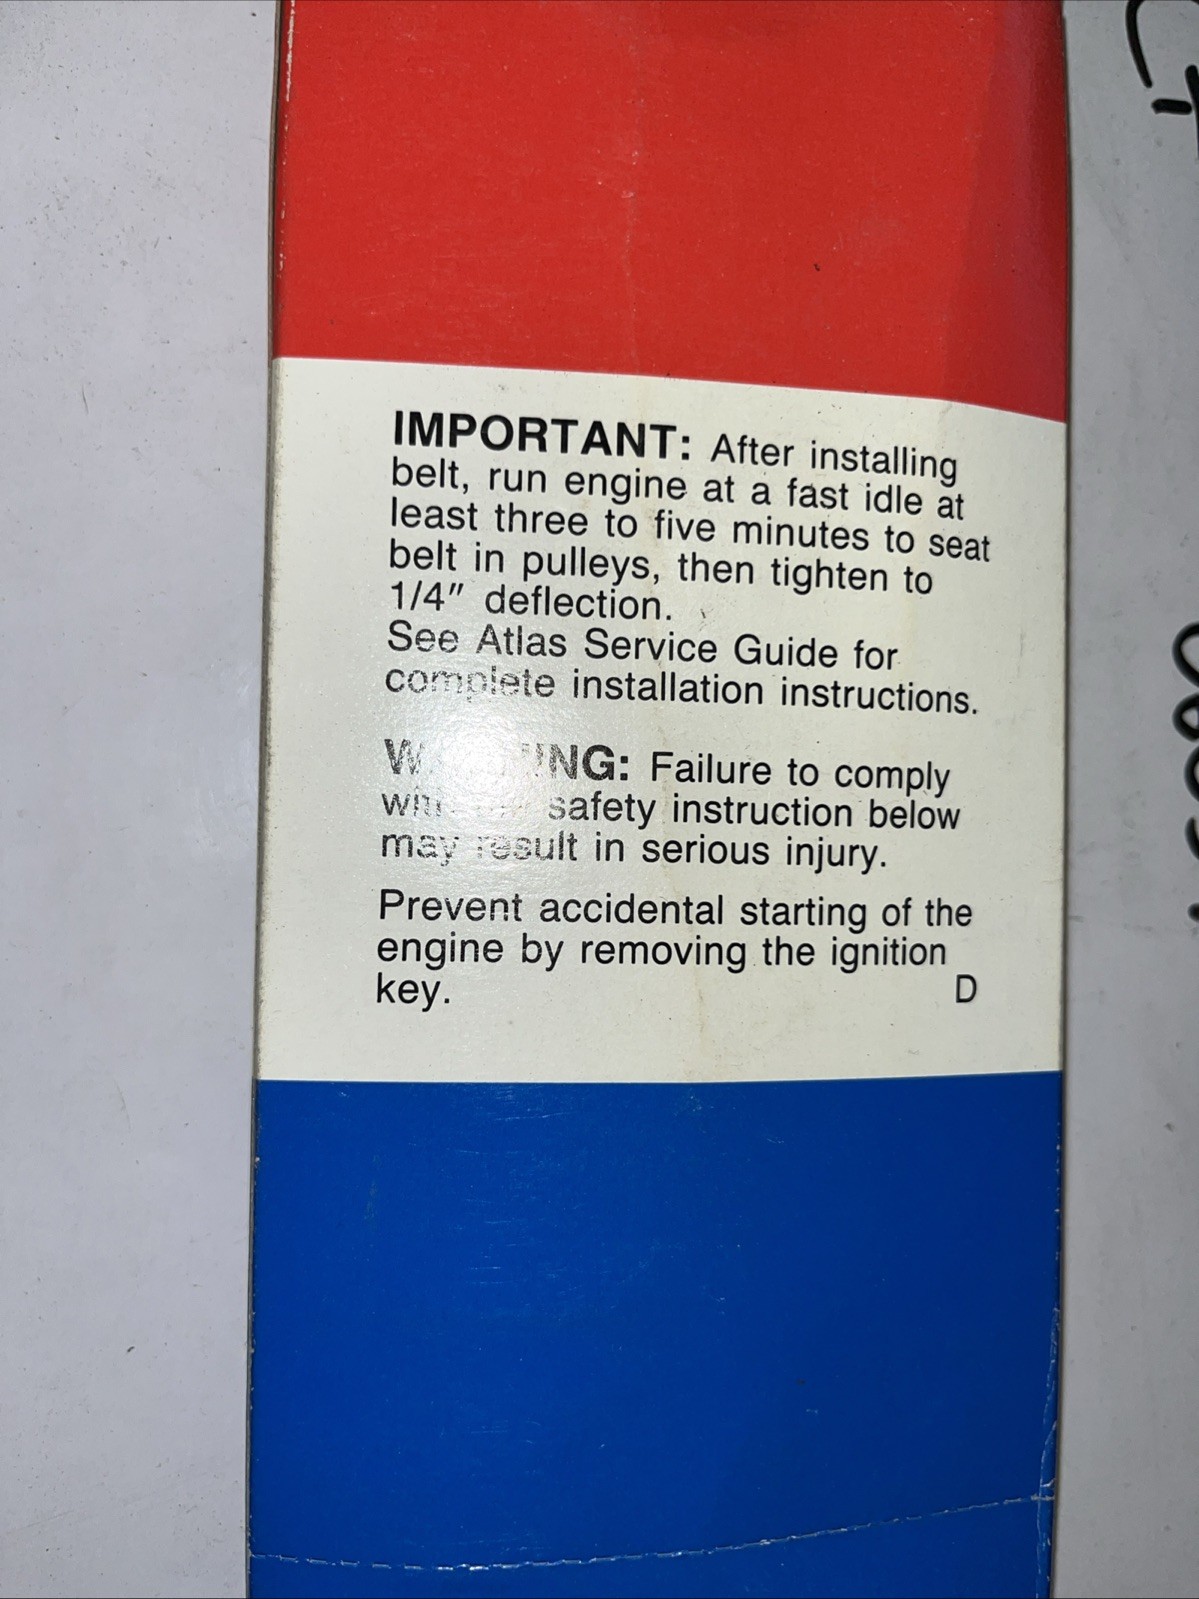 IMPORTANT: After installing
belt, run engine at a fast idle at
least three to five minutes to seat
belt in pulleys, then tighten to
1/4" deflection.
See Atlas Service Guide for
complete installation instructions.
WARNING: Failure to comply
with safety instruction below
may result in serious injury.
Prevent accidental starting of the
engine by removing the ignition
key. D